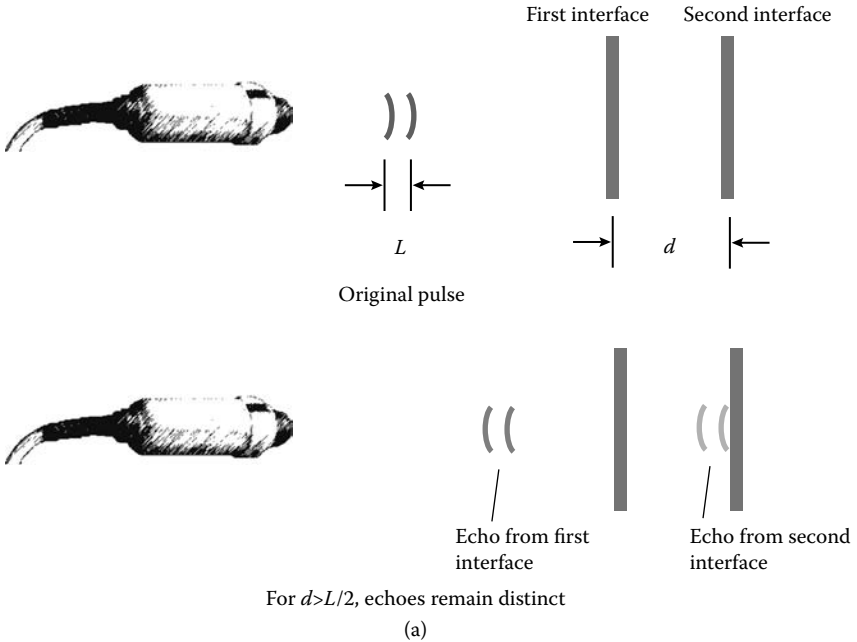 First interface Second interface
L
d
Original pulse
Echo from first
interface
Echo from second
interface
For d>L/2, echoes remain distinct
(a)